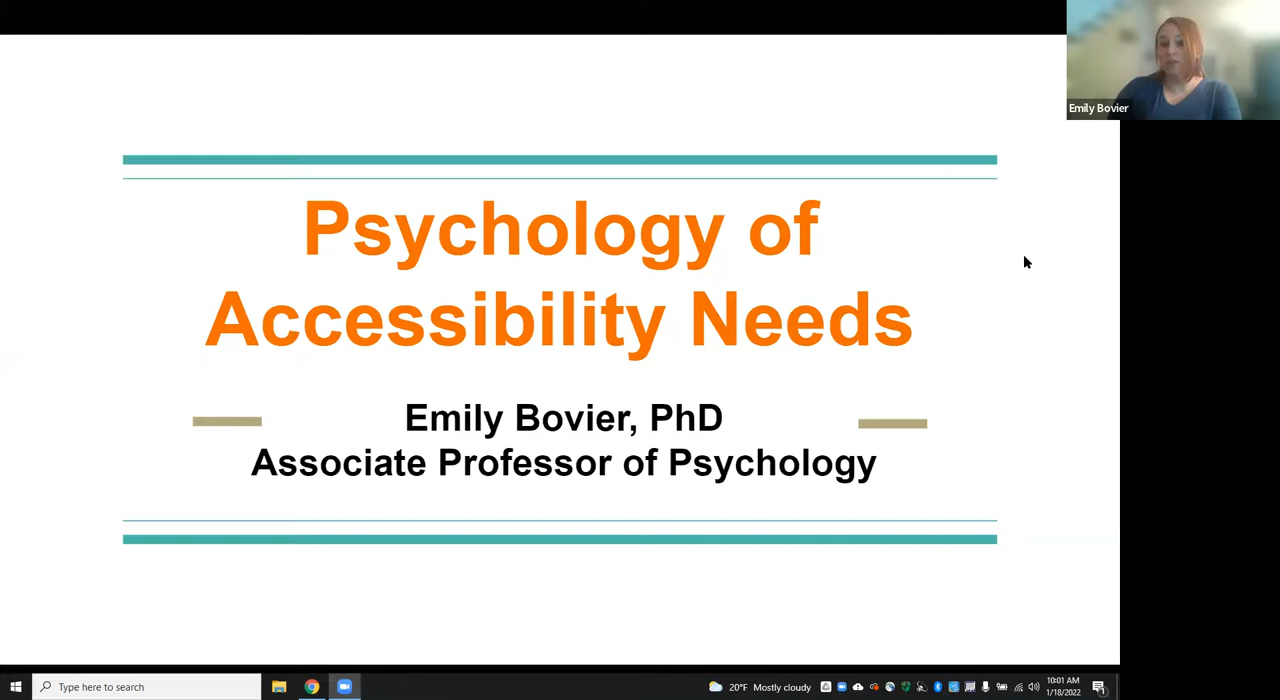 Emily Bovier
Psychology of
Accessibility Needs
Emily Bovier, PhD
Associate Professor of Psychology
Type here to search
20°F Mostly cloudy
10:01 AM
1/18/2022